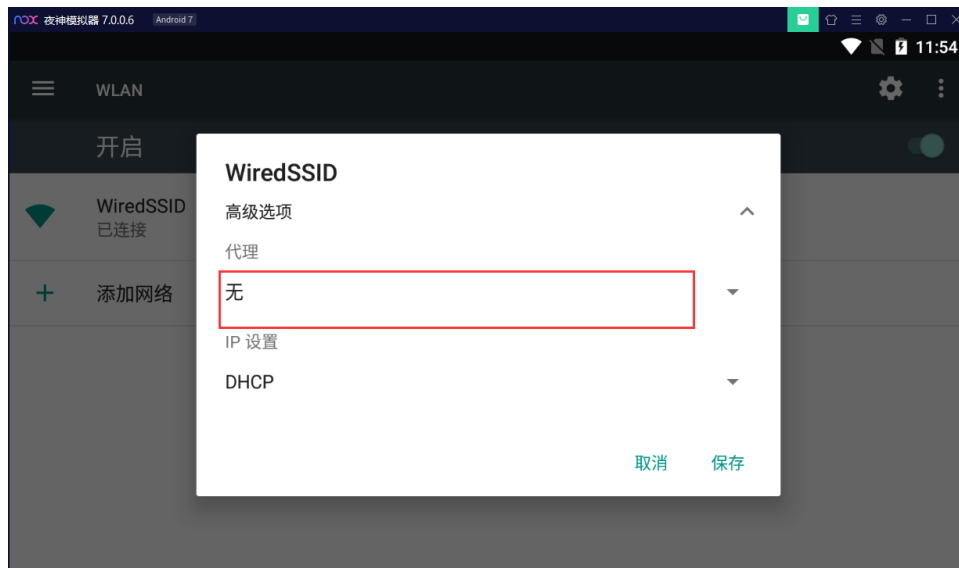 nox 夜神模拟器 7.0.0.6 Android 7
11:54
WLAN
开启
WiredSSID
已连接
添加网络
WiredSSID
高级选项
代理
无
IP 设置
DHCP
取消 保存